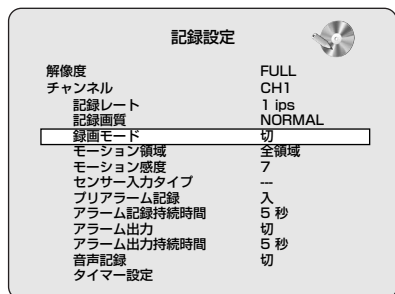 記録設定
解像度 FULL
チャンネル CH1
記録レート 1 ips
記録画質 NORMAL
録画モード 切
モーション領域 全領域
モーション感度 7
センサー入力タイプ ---
プリアラーム記録 入
アラーム記録持続時間 5 秒
アラーム出力 切
アラーム出力持続時間 5 秒
音声記録 切
タイマー設定